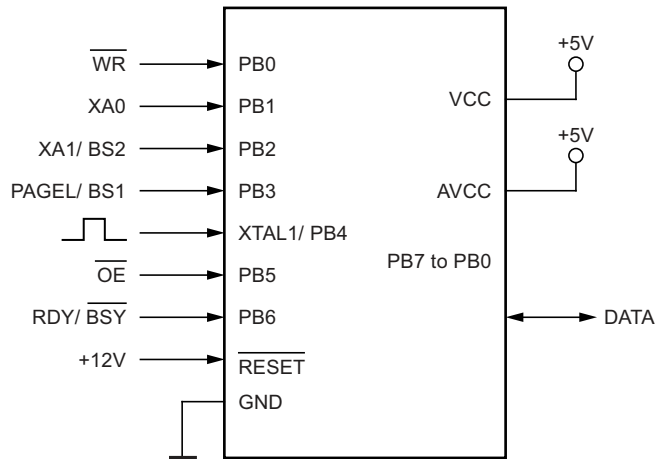 +5V
WR PB0
VCC
XA0 PB1
+5V
XA1/ BS2 PB2
PAGEL/ BS1 PB3
AVCC
XTAL1/ PB4
PB7 to PB0
OE PB5
RDY/ BSY PB6
DATA
+12V RESET
GND